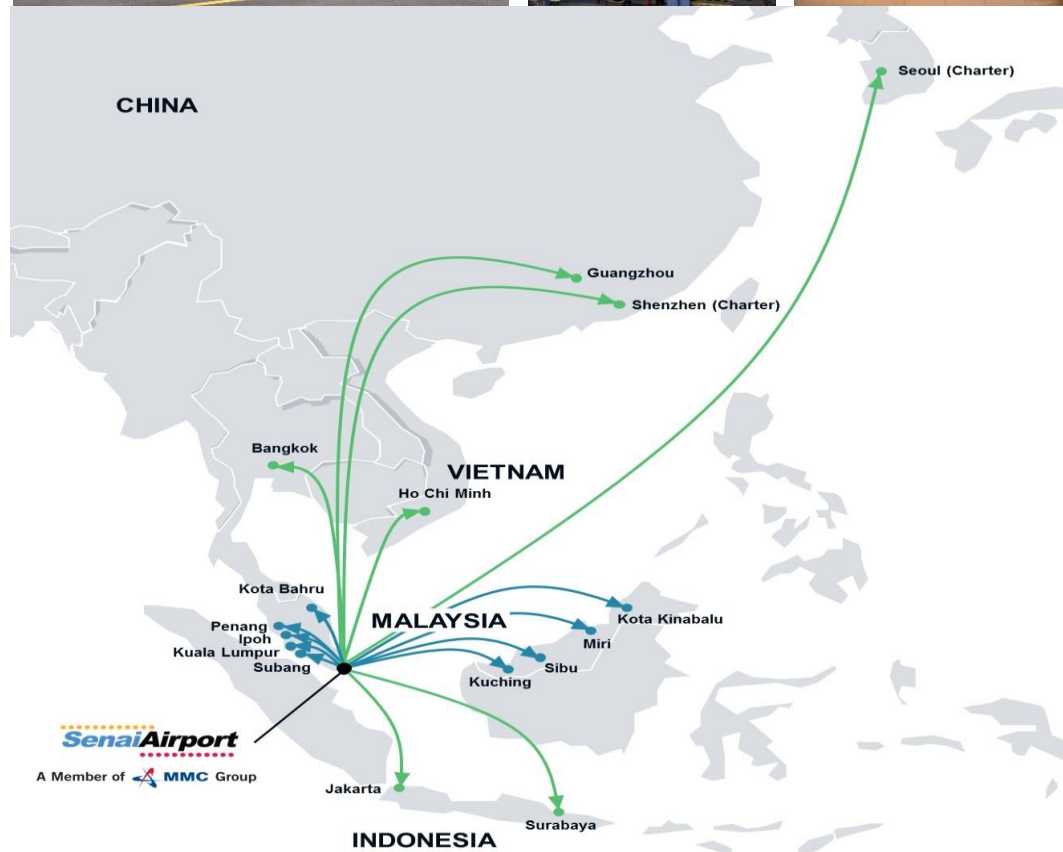 Seoul (Charter)
CHINA
Guangzhou
Shenzhen (Charter)
Bangkok
VIETNAM
Ho Chi Minh
Kota Bahru
MALAYSIA
Kota Kinabalu
Penang
Ipoh
Miri
Kuala Lumpur
Subang
Sibu
Kuching
SenaiAirport
A Member of MMC Group
Jakarta
Surabaya
INDONESIA